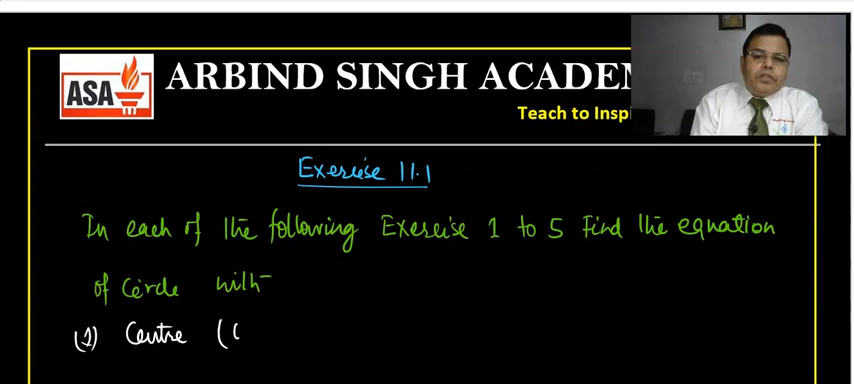 ASA
ARBIND SINGH ACADEM
Teach to Inspi
Exercise 11.1
In each of the following Exercise 1 to 5 Find the equation
of Circle with
(1) Centre (